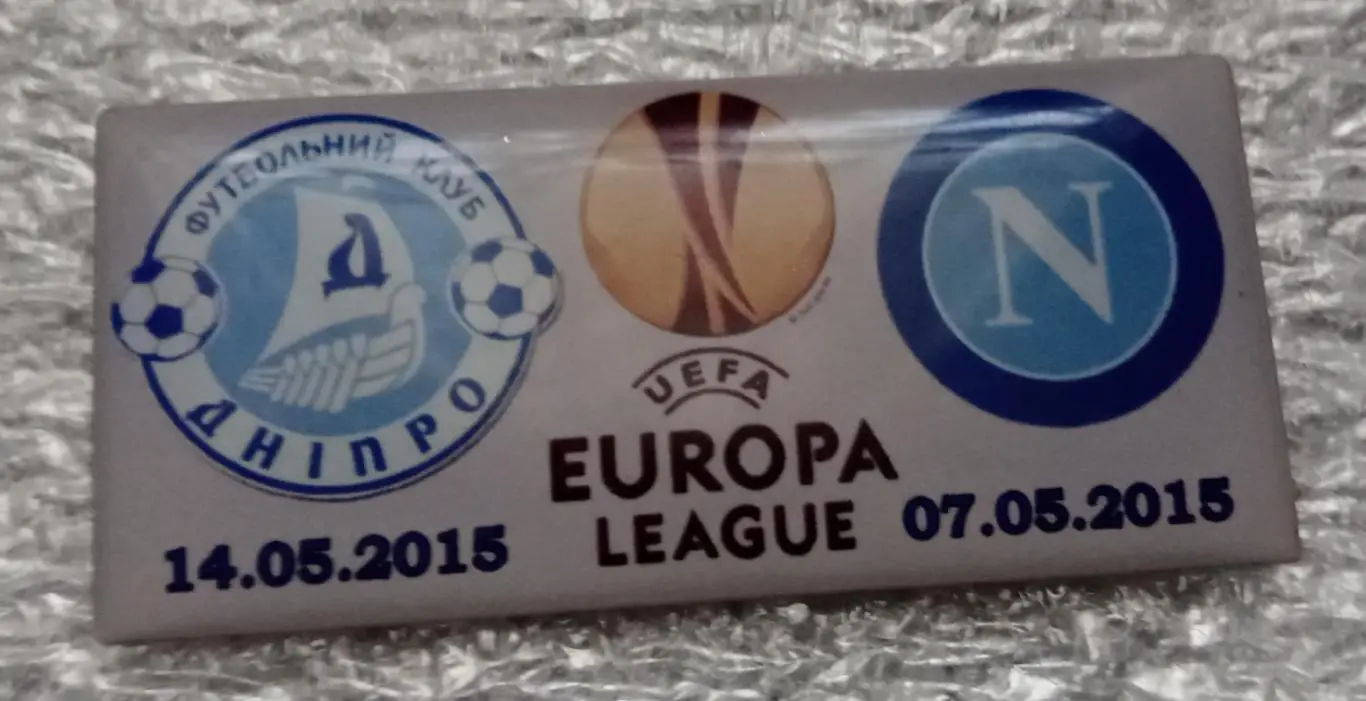 ФУТБОЛЬНИЙ КЛУБ
Д
ДНІПРО
14.05.2015
UEFA
EUROPA
LEAGUE
N
07.05.2015